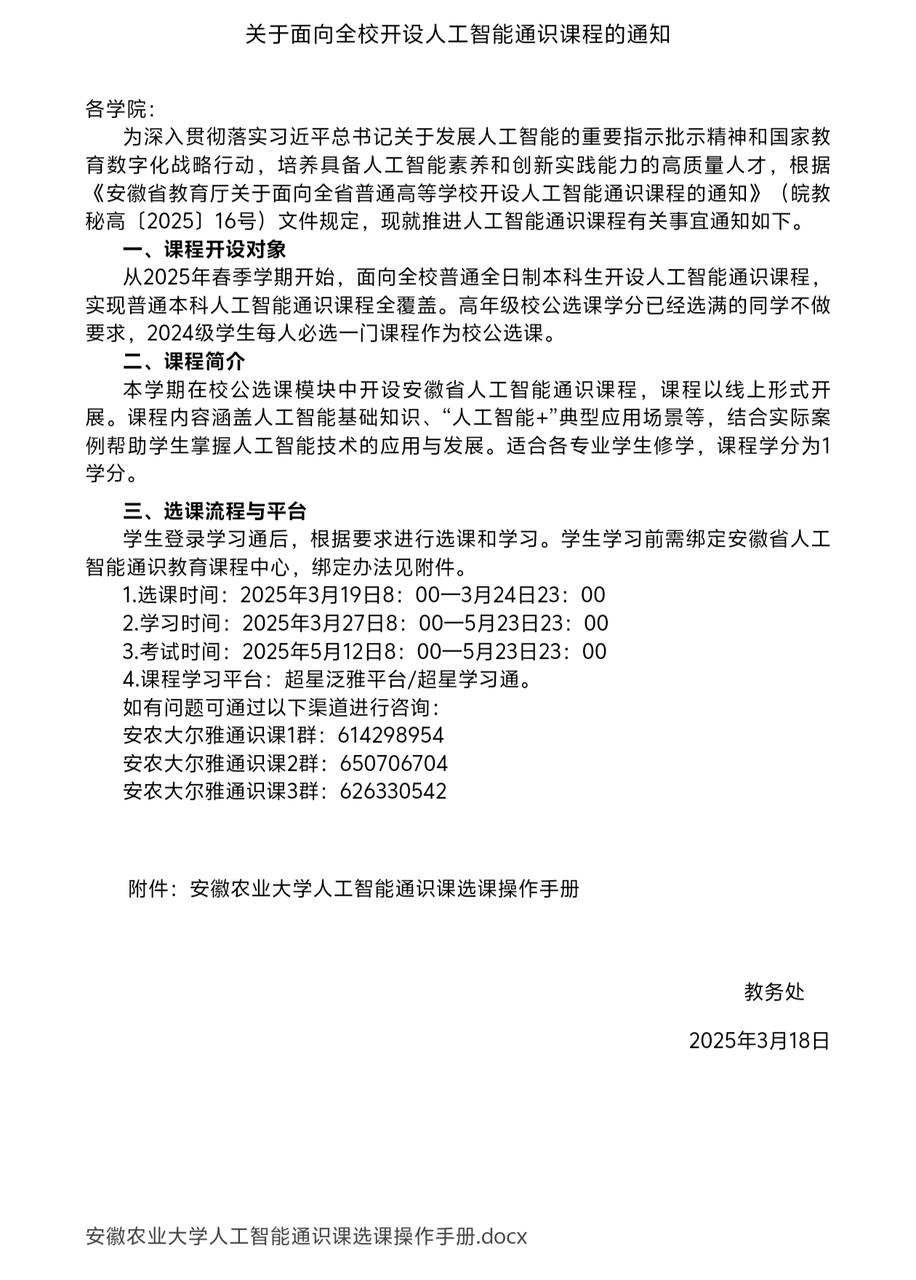 关于面向全校开设人工智能通识课程的通知
各学院：
为深入贯彻落实习近平总书记关于发展人工智能的重要指示批示精神和国家教
育数字化战略行动，培养具备人工智能素养和创新实践能力的高质量人才，根据
《安徽省教育厅关于面向全省普通高等学校开设人工智能通识课程的通知》（皖教
秘高〔2025〕16号）文件规定，现就推进人工智能通识课程有关事宜通知如下。
一、课程开设对象
从2025年春季学期开始，面向全校普通全日制本科生开设人工智能通识课程，
实现普通本科人工智能通识课程全覆盖。高年级校公选课学分已经选满的同学不做
要求，2024级学生每人必选一门课程作为校公选课。
二、课程简介
本学期在校公选课模块中开设安徽省人工智能通识课程，课程以线上形式开
展。课程内容涵盖人工智能基础知识、“人工智能+”典型应用场景等，结合实际案
例帮助学生掌握人工智能技术的应用与发展。适合各专业学生修学，课程学分为1
学分。
三、选课流程与平台
学生登录学习通后，根据要求进行选课和学习。学生学习前需绑定安徽省人工
智能通识教育课程中心，绑定办法见附件。
1.选课时间：2025年3月19日8：00—3月24日23：00
2.学习时间：2025年3月27日8：00—5月23日23：00
3.考试时间：2025年5月12日8：00—5月23日23：00
4.课程学习平台：超星泛雅平台/超星学习通。
如有问题可通过以下渠道进行咨询：
安农大尔雅通识课1群：614298954
安农大尔雅通识课2群：650706704
安农大尔雅通识课3群：626330542
附件：安徽农业大学人工智能通识课选课操作手册
教务处
2025年3月18日
安徽农业大学人工智能通识课选课操作手册.docx